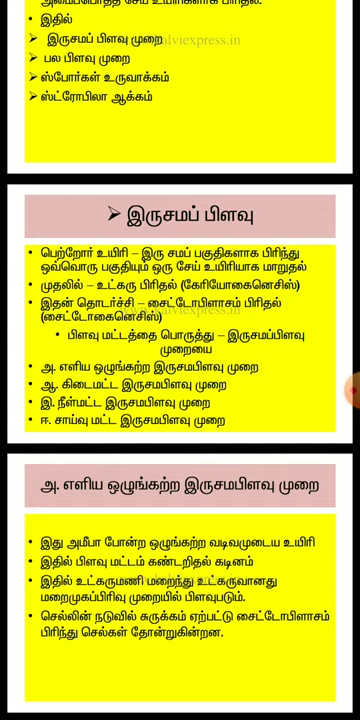 அமைப்பொத்த சேய் உயிரிகளாக பிரிதல்.
• இதில்
➤ இருசமப் பிளவு முறை
➤ பல பிளவு முறை
➤ ஸ்போர்கள் உருவாக்கம்
➤ ஸ்ட்ரோபிலா ஆக்கம்
➤ இருசமப் பிளவு
• பெற்றோர் உயிரி – இரு சமப் பகுதிகளாக பிரிந்து
ஒவ்வொரு பகுதியும் ஒரு சேய் உயிரியாக மாறுதல்
• முதலில் – உட்கரு பிரிதல் (கேரியோகைனெசிஸ்)
• இதன் தொடர்ச்சி – சைட்டோபிளாசம் பிரிதல்
(சைட்டோகைனெசிஸ்)
• பிளவு மட்டத்தை பொருத்து – இருசமப்பிளவு
முறையை
• அ. எளிய ஒழுங்கற்ற இருசமபிளவு முறை
• ஆ. கிடைமட்ட இருசமபிளவு முறை
• இ. நீள்மட்ட இருசமபிளவு முறை
• ஈ. சாய்வு மட்ட இருசமபிளவு முறை
அ. எளிய ஒழுங்கற்ற இருசமபிளவு முறை
• இது அமீபா போன்ற ஒழுங்கற்ற வடிவமுடைய உயிரி
• இதில் பிளவு மட்டம் கண்டறிதல் கடினம்
• இதில் உட்கருமணி மறைந்து உட்கருவானது
மறைமுகப்பிரிவு முறையில் பிளவுபடும்.
• செல்லின் நடுவில் சுருக்கம் ஏற்பட்டு சைட்டோபிளாசம்
பிரிந்து செல்கள் தோன்றுகின்றன.